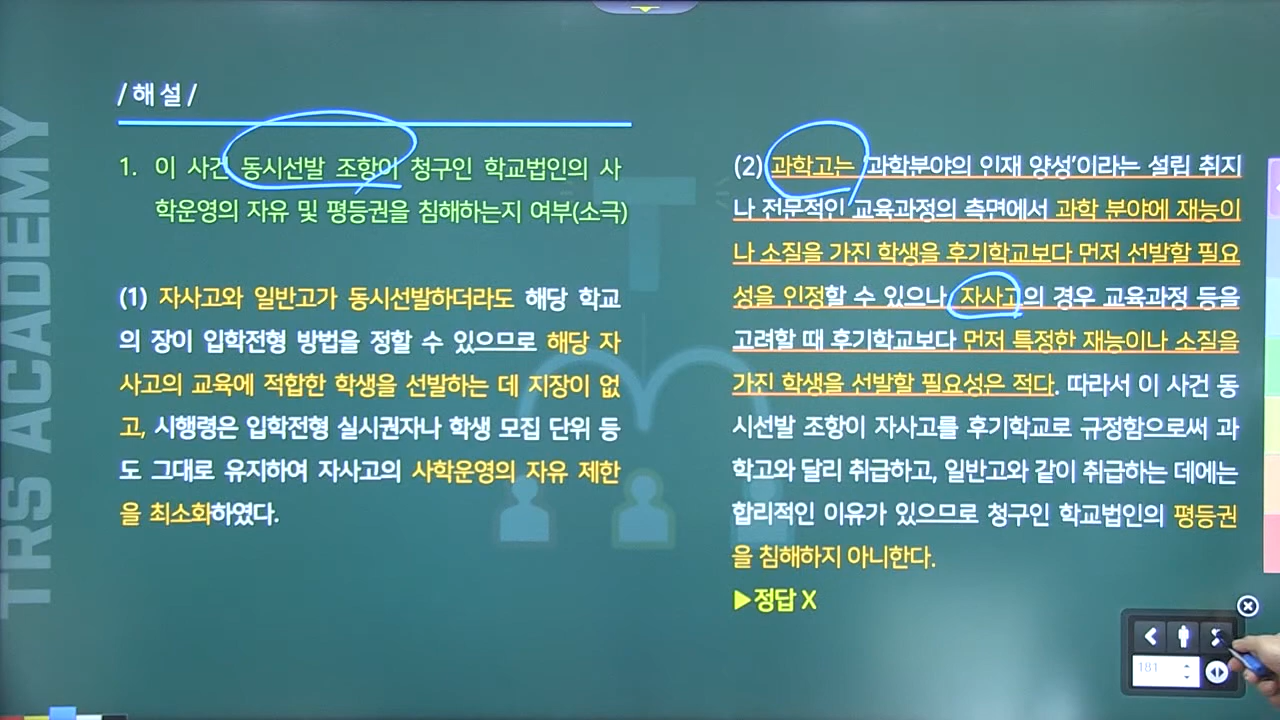 TRS ACADEMY
/ 해 설 /
1. 이 사건 동시선발 조항이 청구인 학교법인의 사
학운영의 자유 및 평등권을 침해하는지 여부(소극)
(1) 자사고와 일반고가 동시선발하더라도 해당 학교
의 장이 입학전형 방법을 정할 수 있으므로 해당 자
사고의 교육에 적합한 학생을 선발하는 데 지장이 없
고, 시행령은 입학전형 실시권자나 학생 모집 단위 등
도 그대로 유지하여 자사고의 사학운영의 자유 제한
을 최소화하였다.
(2) 과학고는 '과학분야의 인재 양성'이라는 설립 취지
나 전문적인 교육과정의 측면에서 과학 분야에 재능이
나 소질을 가진 학생을 후기학교보다 먼저 선발할 필요
성을 인정할 수 있으나, 자사고의 경우 교육과정 등을
고려할 때 후기학교보다 먼저 특정한 재능이나 소질을
가진 학생을 선발할 필요성은 적다. 따라서 이 사건 동
시선발 조항이 자사고를 후기학교로 규정함으로써 과
학고와 달리 취급하고, 일반고와 같이 취급하는 데에는
합리적인 이유가 있으므로 청구인 학교법인의 평등권
을 침해하지 아니한다.
▶정답 X
181